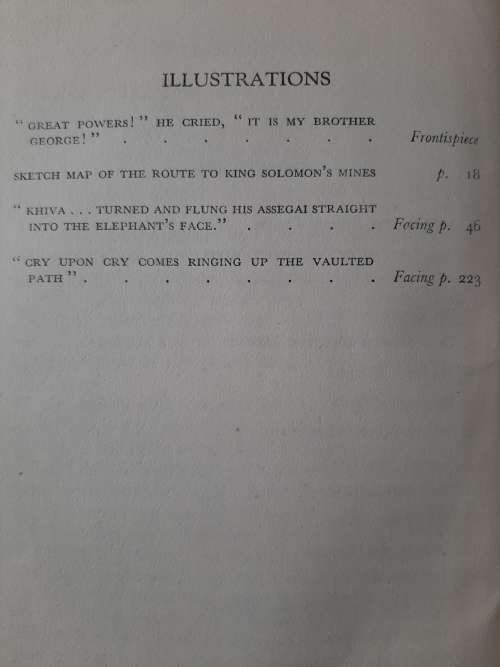 ILLUSTRATIONS
“ GREAT POWERS! ” HE CRIED, “ IT IS MY BROTHER
GEORGE! ” . . . . . . . Frontispiece
SKETCH MAP OF THE ROUTE TO KING SOLOMON'S MINES p. 18
“ KHIVA . . . TURNED AND FLUNG HIS ASSEGAI STRAIGHT
INTO THE ELEPHANT'S FACE.” . . . . Facing p. 46
“ CRY UPON CRY COMES RINGING UP THE VAULTED
PATH ” . . . . . . . . Facing p. 223